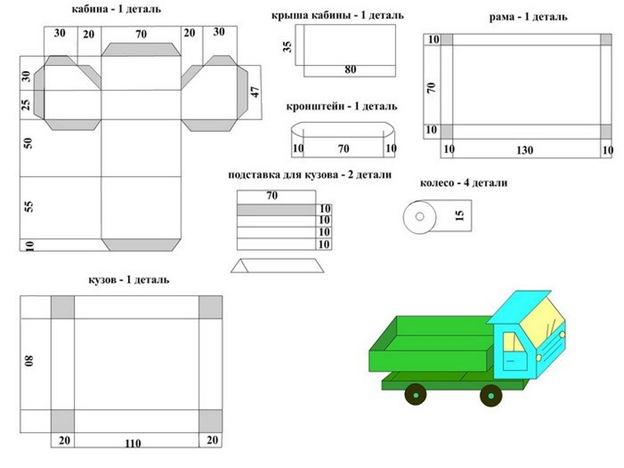 кабина - 1 деталь
30 20 70 20 30
30
25
47
50
55
10
крыша кабины - 1 деталь
35
80
рама - 1 деталь
10
70
10
10 130 10
кронштейн - 1 деталь
10 70 10
подставка для кузова - 2 детали
70
10
10
10
10
колесо - 4 детали
15
кузов - 1 деталь
80
20 110 20